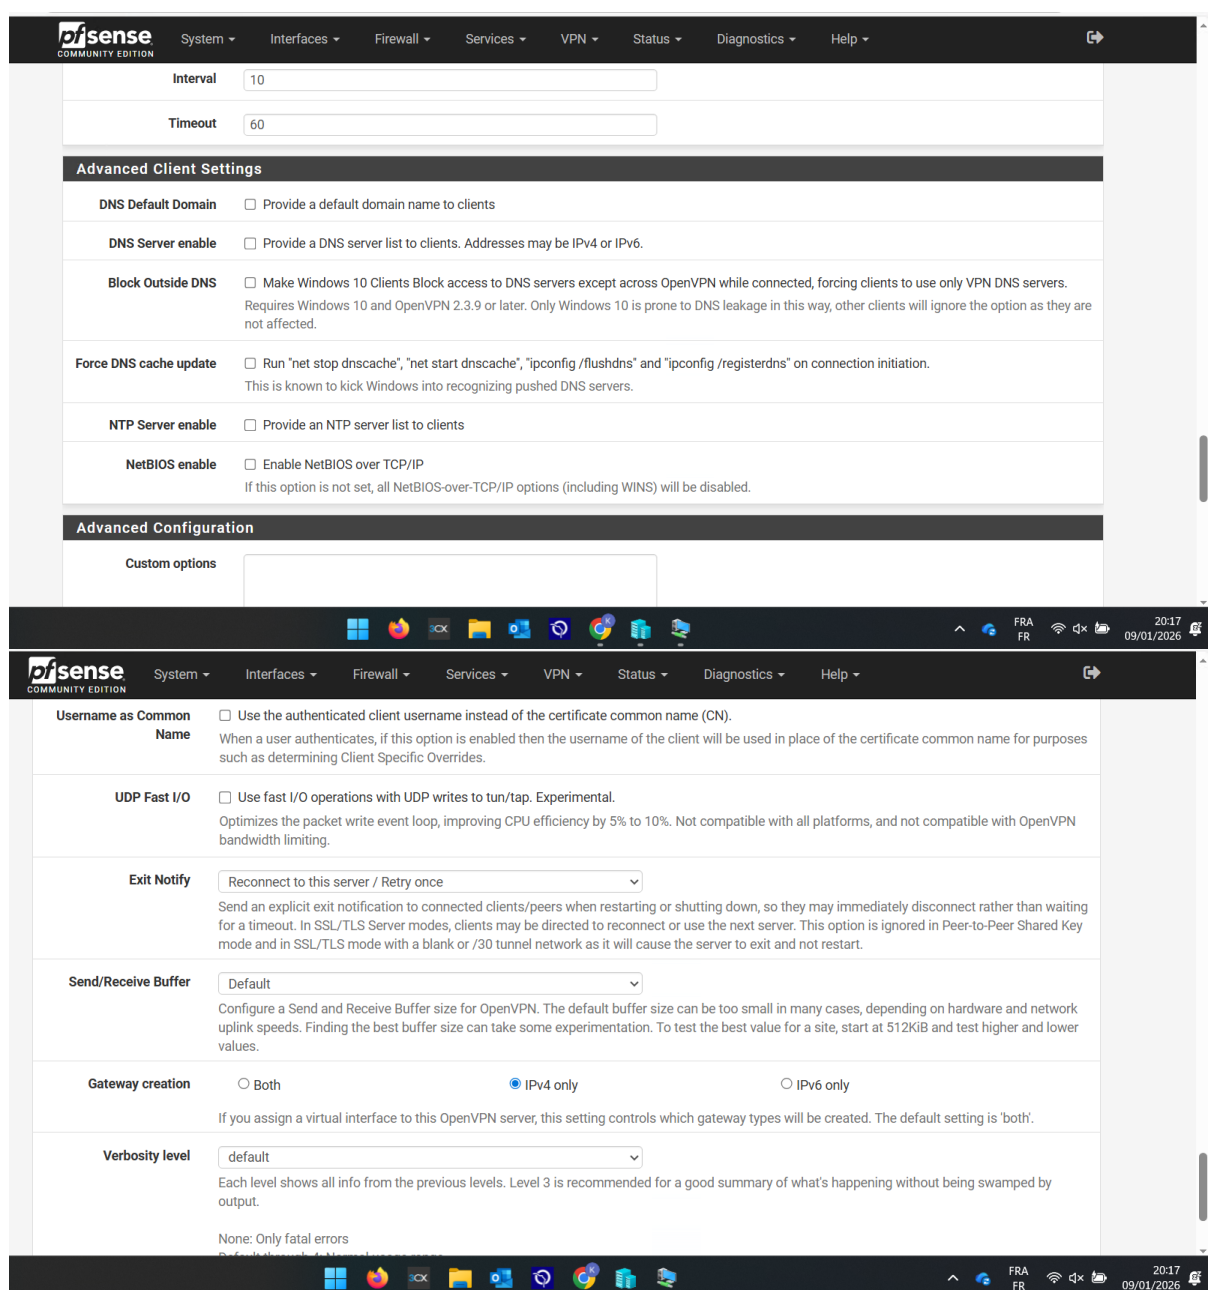 pfsense System Interfaces Firewall Services VPN Status Diagnostics Help
COMMUNITY EDITION
Interval 10
Timeout 60
Advanced Client Settings
DNS Default Domain Provide a default domain name to clients
DNS Server enable Provide a DNS server list to clients. Addresses may be IPv4 or IPv6.
Block Outside DNS Make Windows 10 Clients Block access to DNS servers except across OpenVPN while connected, forcing clients to use only VPN DNS servers.
Requires Windows 10 and OpenVPN 2.3.9 or later. Only Windows 10 is prone to DNS leakage in this way, other clients will ignore the option as they are
not affected.
Force DNS cache update Run "net stop dnscache", "net start dnscache", "ipconfig /flushdns" and "ipconfig /registerdns" on connection initiation.
This is known to kick Windows into recognizing pushed DNS servers.
NTP Server enable Provide an NTP server list to clients
NetBIOS enable Enable NetBIOS over TCP/IP
If this option is not set, all NetBIOS-over-TCP/IP options (including WINS) will be disabled.
Advanced Configuration
Custom options
3CX K FRA 20:17
FR 09/01/2026
pfsense System Interfaces Firewall Services VPN Status Diagnostics Help
COMMUNITY EDITION
Username as Common Use the authenticated client username instead of the certificate common name (CN).
Name When a user authenticates, if this option is enabled then the username of the client will be used in place of the certificate common name for purposes
such as determining Client Specific Overrides.
UDP Fast I/O Use fast I/O operations with UDP writes to tun/tap. Experimental.
Optimizes the packet write event loop, improving CPU efficiency by 5% to 10%. Not compatible with all platforms, and not compatible with OpenVPN
bandwidth limiting.
Exit Notify Reconnect to this server / Retry once
Send an explicit exit notification to connected clients/peers when restarting or shutting down, so they may immediately disconnect rather than waiting
for a timeout. In SSL/TLS Server modes, clients may be directed to reconnect or use the next server. This option is ignored in Peer-to-Peer Shared Key
mode and in SSL/TLS mode with a blank or /30 tunnel network as it will cause the server to exit and not restart.
Send/Receive Buffer Default
Configure a Send and Receive Buffer size for OpenVPN. The default buffer size can be too small in many cases, depending on hardware and network
uplink speeds. Finding the best buffer size can take some experimentation. To test the best value for a site, start at 512KiB and test higher and lower
values.
Gateway creation Both IPv4 only IPv6 only
If you assign a virtual interface to this OpenVPN server, this setting controls which gateway types will be created. The default setting is 'both'.
Verbosity level default
Each level shows all info from the previous levels. Level 3 is recommended for a good summary of what's happening without being swamped by
output.
None: Only fatal errors
Default through 4: Normal usage range
3CX K FRA 20:17
FR 09/01/2026